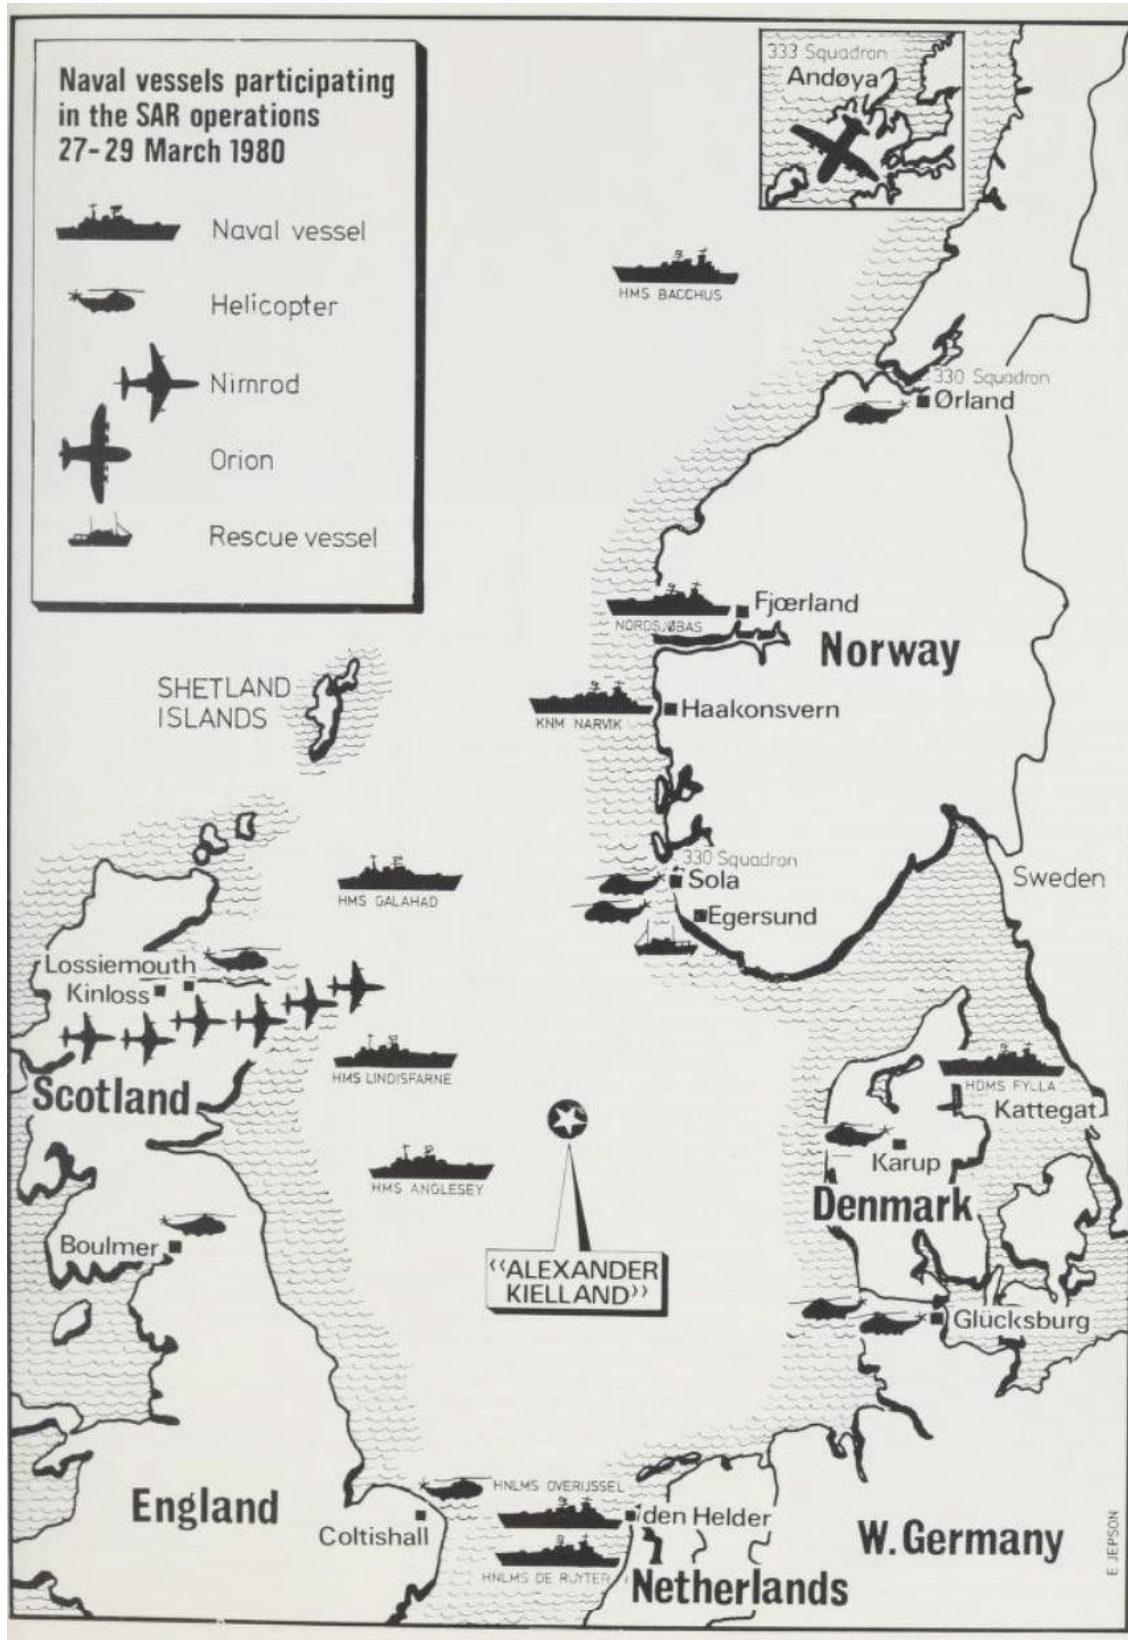 Naval vessels participating
in the SAR operations
27-29 March 1980
Naval vessel
Helicopter
Nimrod
Orion
Rescue vessel
333 Squadron
Andøya
HMS BACCHUS
330 Squadron
Ørland
Fjœrland
NORDSJØBAS
Norway
SHETLAND
ISLANDS
KNM NARVIK
Haakonsvern
330 Squadron
Sola
Sweden
HMS GALAHAD
Egersund
Lossiemouth
Kinloss
HMS LINDISFARNE
Scotland
HDMS FYLLA
Kattegat
Karup
HMS ANGLESEY
Denmark
Boulmer
“ALEXANDER
KIELLAND”
Glücksburg
England
HNLMS OVERIJSSEL
Coltishall
den Helder
W. Germany
HNLMS DE RUYTER
Netherlands
E JEPSON